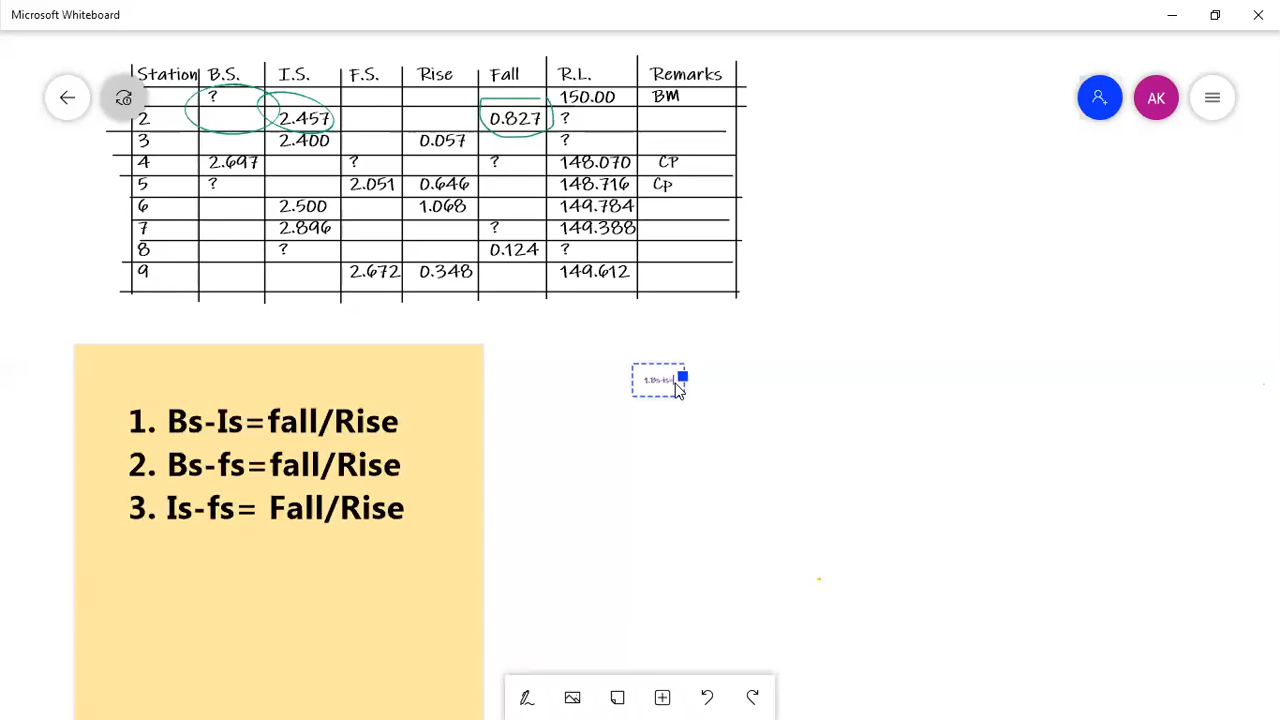 Microsoft Whiteboard
Station B.S. I.S. F.S. Rise Fall R.L. Remarks
? 150.00 BM
2 2.457 0.827 ?
3 2.400 0.057 ?
4 2.697 ? ? 148.070 CP
5 ? 2.051 0.646 148.716 Cp
6 2.500 1.068 149.784
7 2.896 ? 149.388
8 ? 0.124 ?
9 2.672 0.348 149.612
AK
1. Bs-Is=fall/Rise
2. Bs-fs=fall/Rise
3. Is-fs= Fall/Rise
1.Bs-Is=